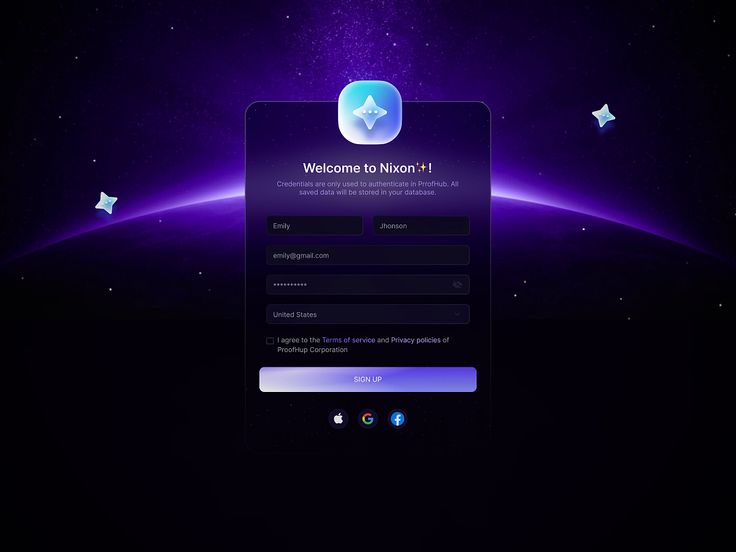 Welcome to Nixon✨!
Credentials are only used to authenticate in PrrofHub. All
saved data will be stored in your database.
Emily
Jhonson
emily@gmail.com
**********
United States
I agree to the Terms of service and Privacy policies of
ProofHup Corporation
SIGN UP